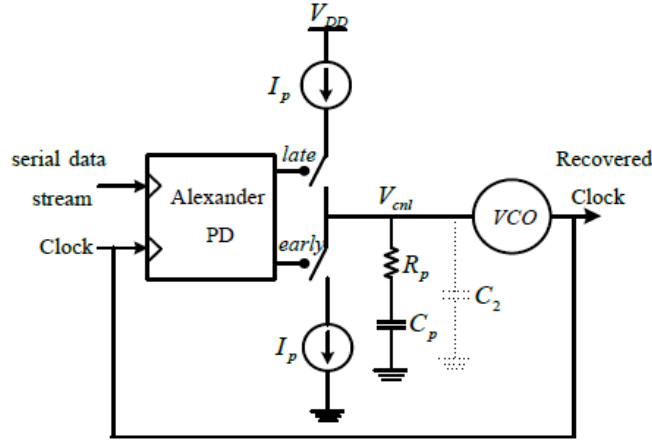 V_DD
I_p
serial data
stream
late
Alexander
PD
V_cnl
Recovered
Clock
VCO
Clock
early
R_p
C_2
C_p
I_p